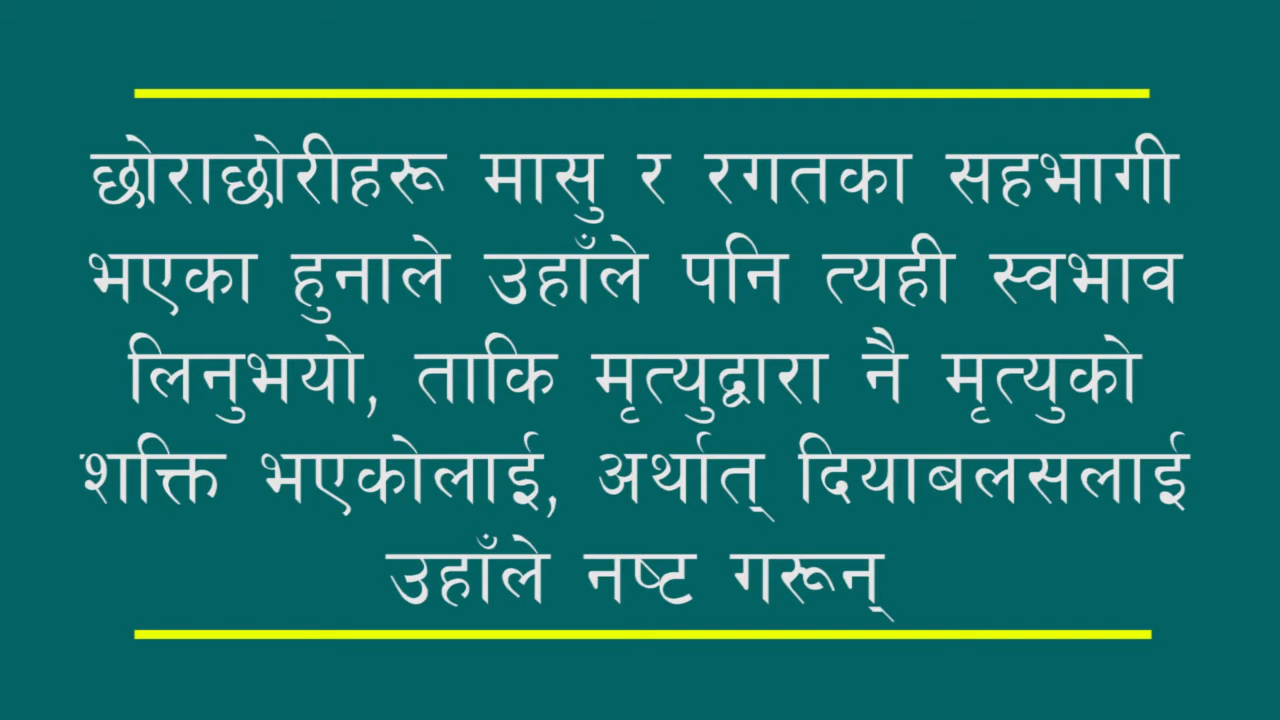 छोराछोरीहरू मासु र रगतका सहभागी
भएका हुनाले उहाँले पनि त्यही स्वभाव
लिनुभयो, ताकि मृत्युद्वारा नै मृत्युको
शक्ति भएकोलाई, अर्थात् दियाबलसलाई
उहाँले नष्ट गरून्